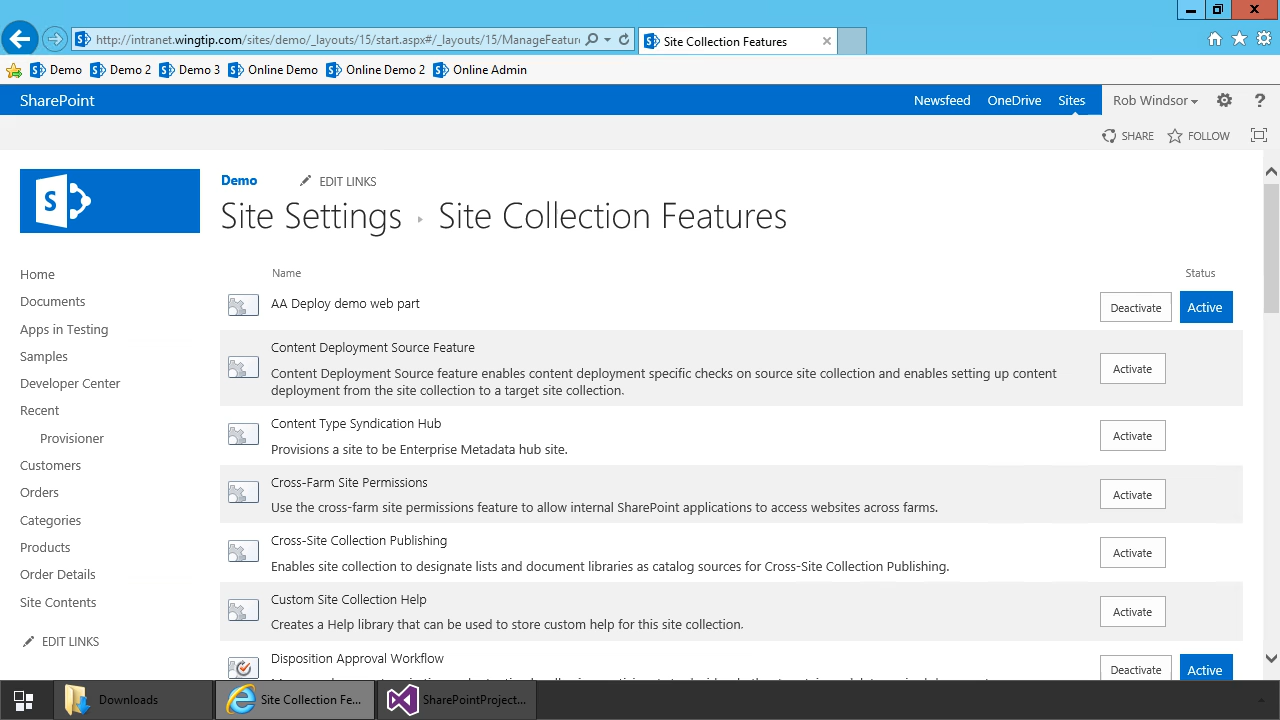 http://intranet.wingtip.com/sites/demo/_layouts/15/start.aspx#/_layouts/15/ManageFeature
Site Collection Features
Demo
Demo 2
Demo 3
Online Demo
Online Demo 2
Online Admin
SharePoint
Newsfeed
OneDrive
Sites
Rob Windsor
?
SHARE
FOLLOW
S
Demo
EDIT LINKS
Site Settings
Site Collection Features
Home
Documents
Apps in Testing
Samples
Developer Center
Recent
Provisioner
Customers
Orders
Categories
Products
Order Details
Site Contents
EDIT LINKS
Name
Status
AA Deploy demo web part
Deactivate
Active
Content Deployment Source Feature
Content Deployment Source feature enables content deployment specific checks on source site collection and enables setting up content
deployment from the site collection to a target site collection.
Activate
Content Type Syndication Hub
Provisions a site to be Enterprise Metadata hub site.
Activate
Cross-Farm Site Permissions
Use the cross-farm site permissions feature to allow internal SharePoint applications to access websites across farms.
Activate
Cross-Site Collection Publishing
Enables site collection to designate lists and document libraries as catalog sources for Cross-Site Collection Publishing.
Activate
Custom Site Collection Help
Creates a Help library that can be used to store custom help for this site collection.
Activate
Disposition Approval Workflow
Deactivate
Active
Downloads
Site Collection Fe...
SharePointProject...